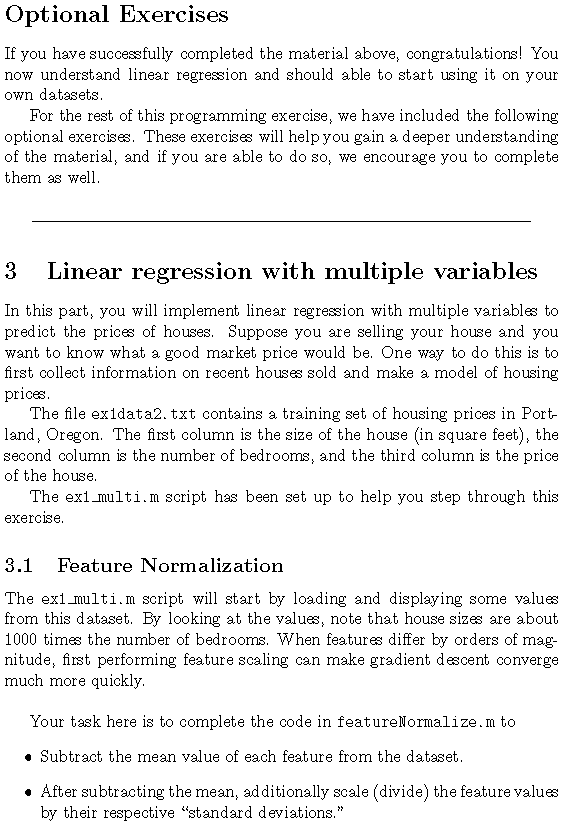 Optional Exercises
If you have successfully completed the material above, congratulations! You
now understand linear regression and should able to start using it on your
own datasets.
For the rest of this programming exercise, we have included the following
optional exercises. These exercises will help you gain a deeper understanding
of the material, and if you are able to do so, we encourage you to complete
them as well.
3 Linear regression with multiple variables
In this part, you will implement linear regression with multiple variables to
predict the prices of houses. Suppose you are selling your house and you
want to know what a good market price would be. One way to do this is to
first collect information on recent houses sold and make a model of housing
prices.
The file ex1data2.txt contains a training set of housing prices in Port-
land, Oregon. The first column is the size of the house (in square feet), the
second column is the number of bedrooms, and the third column is the price
of the house.
The ex1_multi.m script has been set up to help you step through this
exercise.
3.1 Feature Normalization
The ex1_multi.m script will start by loading and displaying some values
from this dataset. By looking at the values, note that house sizes are about
1000 times the number of bedrooms. When features differ by orders of mag-
nitude, first performing feature scaling can make gradient descent converge
much more quickly.
Your task here is to complete the code in featureNormalize.m to
• Subtract the mean value of each feature from the dataset.
• After subtracting the mean, additionally scale (divide) the feature values
by their respective “standard deviations.”